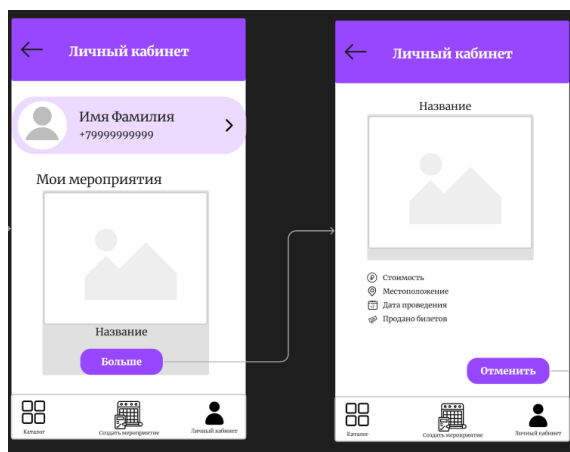 Личный кабинет
Имя Фамилия
+79999999999
Мои мероприятия
Название
Больше
Каталог
Создать мероприятие
Личный кабинет
Личный кабинет
Название
Стоимость
Местоположение
Дата проведения
Продано билетов
Отменить
Каталог
Создать мероприятие
Личный кабинет